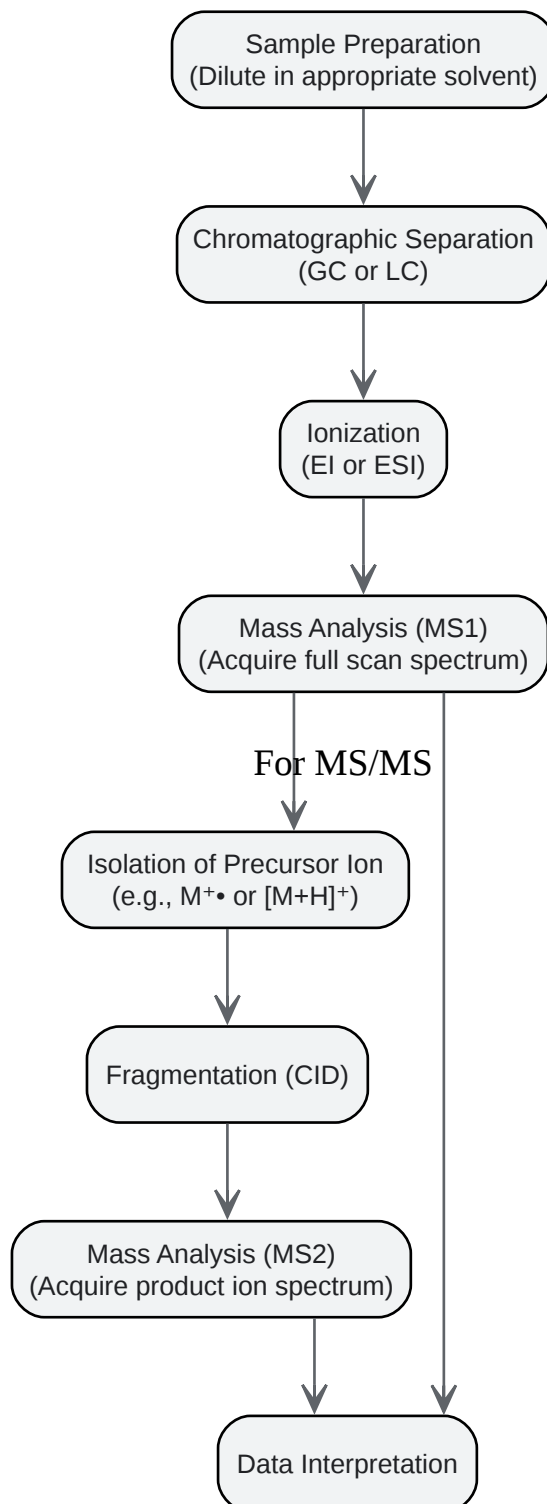 Sample Preparation
(Dilute in appropriate solvent)
Chromatographic Separation
(GC or LC)
Ionization
(EI or ESI)
Mass Analysis (MS1)
(Acquire full scan spectrum)
For MS/MS
Isolation of Precursor Ion
(e.g., M⁺• or [M+H]⁺)
Fragmentation (CID)
Mass Analysis (MS2)
(Acquire product ion spectrum)
Data Interpretation